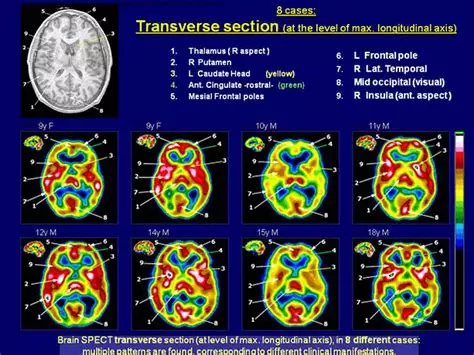 8 cases:
Transverse section (at the level of max. longitudinal axis)
1. Thalamus ( R aspect )
2. R Putamen
3. L Caudate Head (yellow)
4. Ant. Cingulate -rostral- (green)
5. Mesial Frontal poles
6. L Frontal pole
7. R Lat. Temporal
8. Mid occipital (visual)
9. R Insula (ant. aspect)
9y F
9y F
10y M
11y M
12y M
14y M
15y M
18y M
Brain SPECT transverse section (at level of max. longitudinal axis), in 8 different cases:
multiple patterns are found, corresponding to different clinical manifestations.